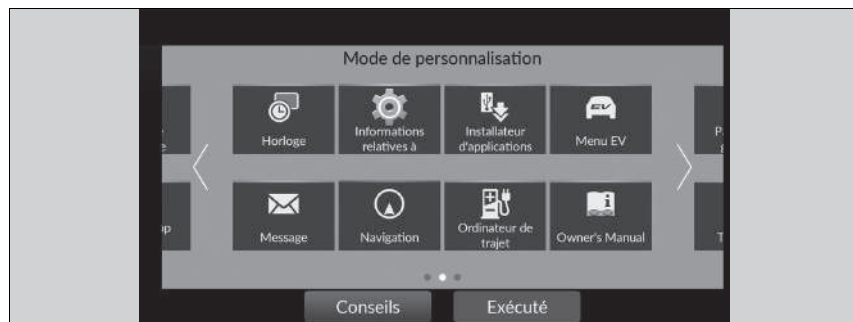 Mode de personnalisation
Horloge
Informations
relatives à
Installateur
d'applications
EV
Menu EV
Message
Navigation
Ordinateur de
trajet
i
Owner's Manual
Conseils
Exécuté